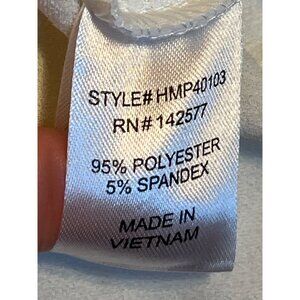 STYLE# HMP40103
RN# 142577
95% POLYESTER
5% SPANDEX
MADE IN
VIETNAM